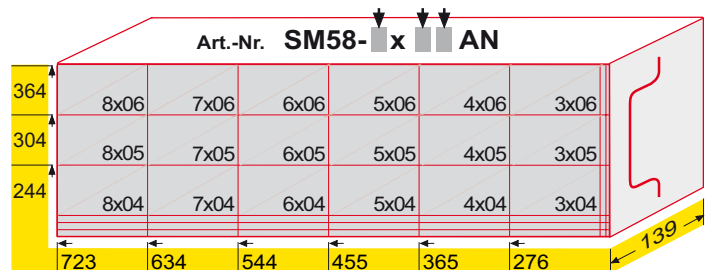 Art.-Nr. SM58- x AN
364 8x06 7x06 6x06 5x06 4x06 3x06
304 8x05 7x05 6x05 5x05 4x05 3x05
244 8x04 7x04 6x04 5x04 4x04 3x04
723 634 544 455 365 276
139